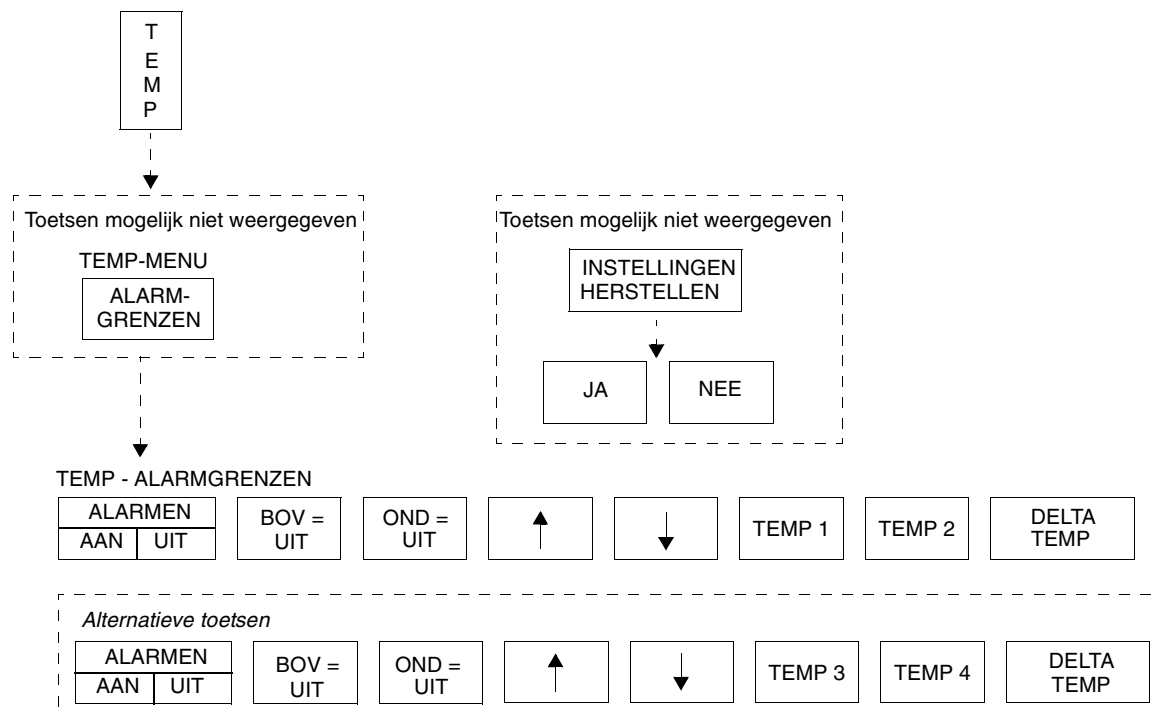 T
E
M
P
Toetsen mogelijk niet weergegeven
TEMP-MENU
ALARM-
GRENZEN
Toetsen mogelijk niet weergegeven
INSTELLINGEN
HERSTELLEN
JA
NEE
TEMP - ALARMGRENZEN
ALARMEN
AAN UIT
BOV =
UIT
OND =
UIT
TEMP 1
TEMP 2
DELTA
TEMP
Alternatieve toetsen
ALARMEN
AAN UIT
BOV =
UIT
OND =
UIT
TEMP 3
TEMP 4
DELTA
TEMP